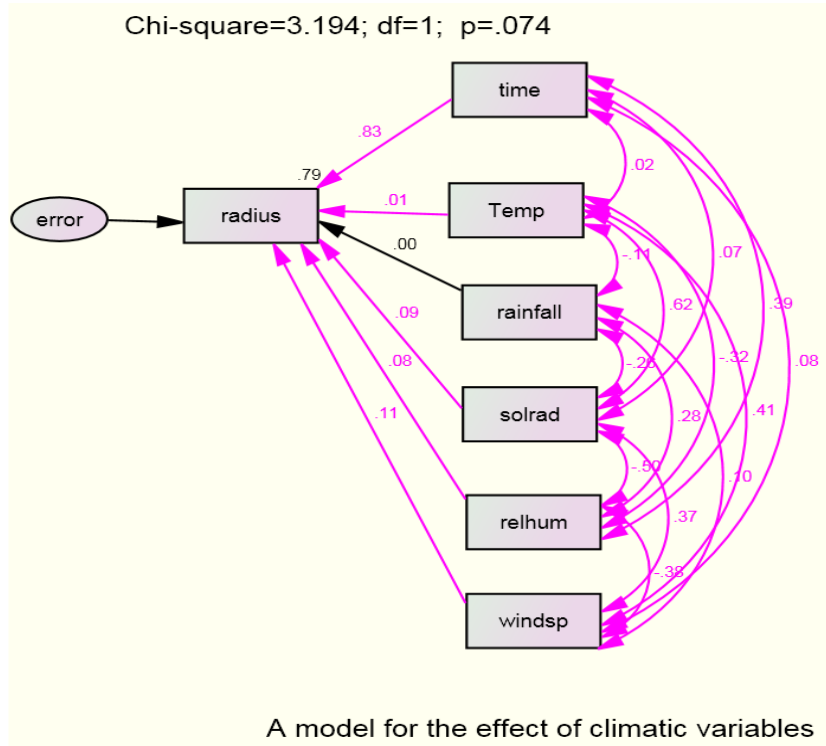 Chi-square=3.194; df=1; p=.074
time
.83
.79
.02
error
radius
.01
Temp
.00
-.11
.07
rainfall
.62
.39
.09
-.32
.08
.08
-.26
solrad
.28
.41
.11
-.50
.10
relhum
.37
-.38
windsp
A model for the effect of climatic variables